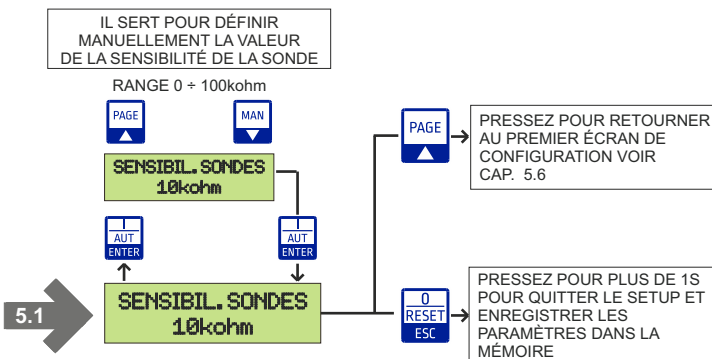 IL SERT POUR DÉFINIR
MANUELLEMENT LA VALEUR
DE LA SENSIBILITÉ DE LA SONDE
RANGE 0 ÷ 100kohm
PAGE
MAN
SENSIBIL.SONDES
10kohm
I
AUT
ENTER
I
AUT
ENTER
5.1
SENSIBIL.SONDES
10kohm
PAGE
PRESSEZ POUR RETOURNER
AU PREMIER ÉCRAN DE
CONFIGURATION VOIR
CAP. 5.6
0
RESET
ESC
PRESSEZ POUR PLUS DE 1S
POUR QUITTER LE SETUP ET
ENREGISTRER LES
PARAMÈTRES DANS LA
MÉMOIRE